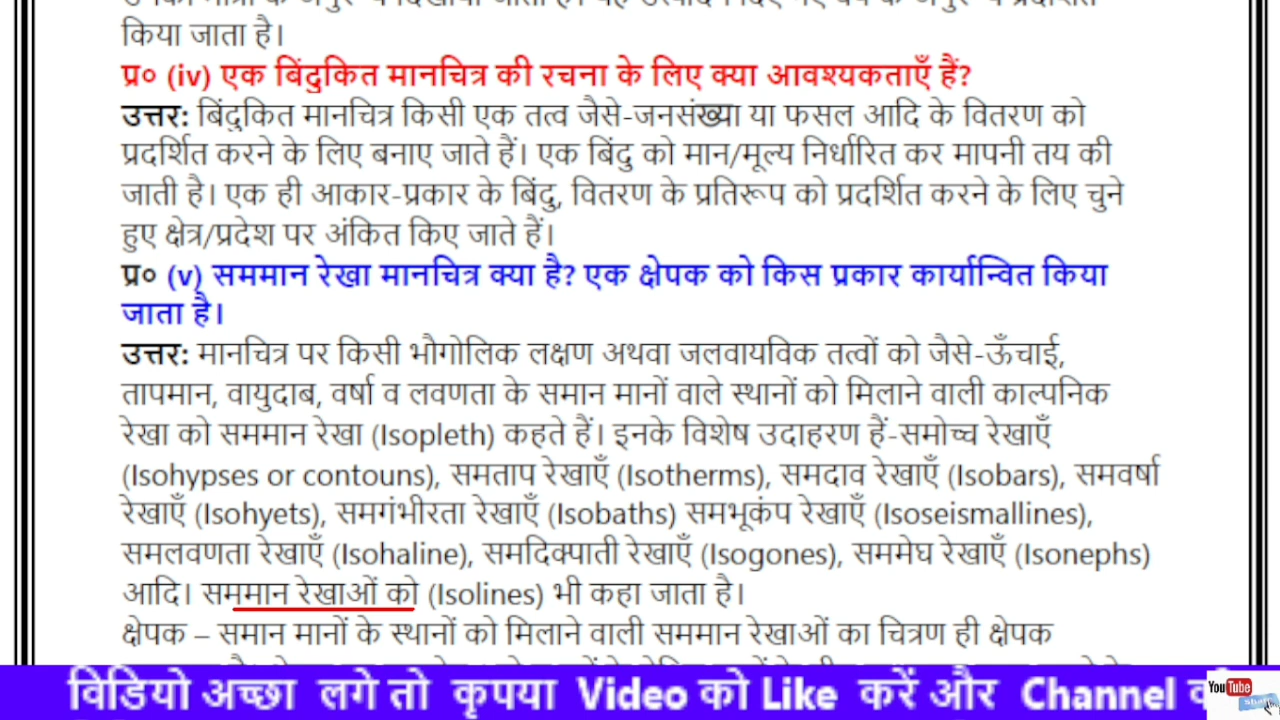 किया जाता है।
प्र० (iv) एक बिंदुकित मानचित्र की रचना के लिए क्या आवश्यकताएँ हैं?
उत्तर: बिंदुकित मानचित्र किसी एक तत्व जैसे-जनसंख्या या फसल आदि के वितरण को
प्रदर्शित करने के लिए बनाए जाते हैं। एक बिंदु को मान/मूल्य निर्धारित कर मापनी तय की
जाती है। एक ही आकार-प्रकार के बिंदु, वितरण के प्रतिरूप को प्रदर्शित करने के लिए चुने
हुए क्षेत्र/प्रदेश पर अंकित किए जाते हैं।
प्र० (v) सममान रेखा मानचित्र क्या है? एक क्षेपक को किस प्रकार कार्यान्वित किया
जाता है।
उत्तर: मानचित्र पर किसी भौगोलिक लक्षण अथवा जलवायविक तत्वों को जैसे-ऊँचाई,
तापमान, वायुदाब, वर्षा व लवणता के समान मानों वाले स्थानों को मिलाने वाली काल्पनिक
रेखा को सममान रेखा (Isopleth) कहते हैं। इनके विशेष उदाहरण हैं-समोच्च रेखाएँ
(Isohypses or contouns), समताप रेखाएँ (Isotherms), समदाव रेखाएँ (Isobars), समवर्षा
रेखाएँ (Isohyets), समगंभीरता रेखाएँ (Isobaths) समभूकंप रेखाएँ (Isoseismallines),
समलवणता रेखाएँ (Isohaline), समदिक्पाती रेखाएँ (Isogones), सममेघ रेखाएँ (Isonephs)
आदि। सममान रेखाओं को (Isolines) भी कहा जाता है।
क्षेपक – समान मानों के स्थानों को मिलाने वाली सममान रेखाओं का चित्रण ही क्षेपक
विडियो अच्छा लगे तो कृपया Video को Like करें और Channel
YouTube